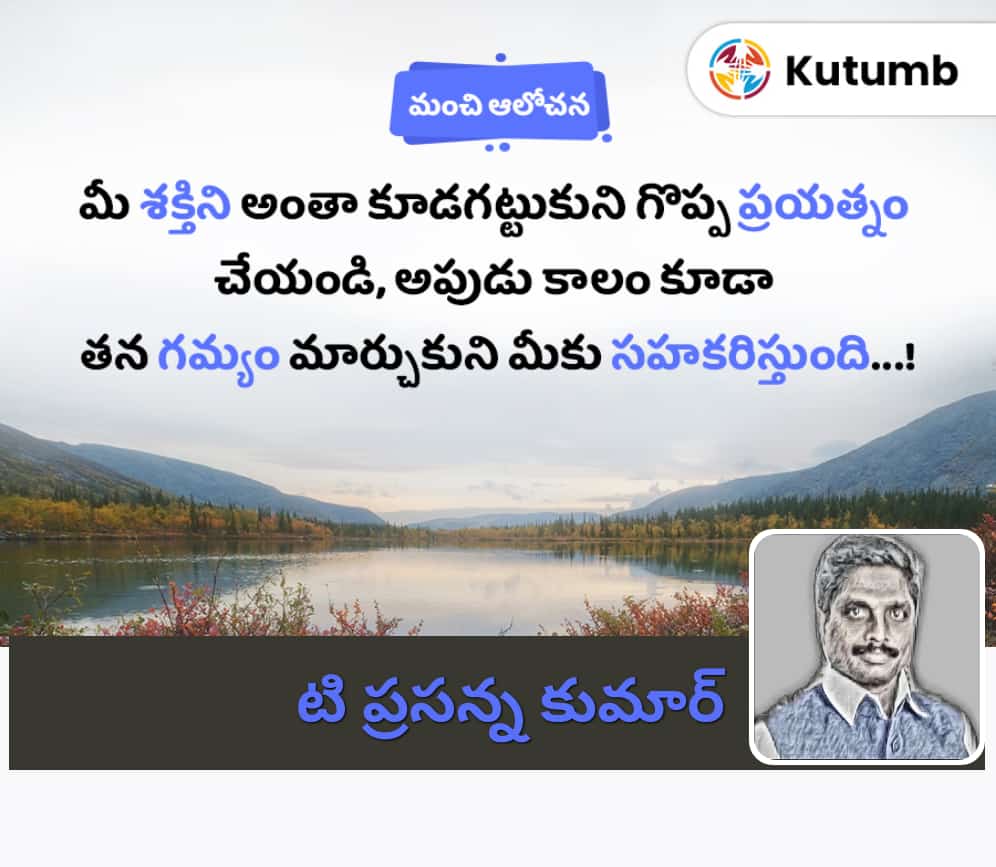 Kutumb
మంచి ఆలోచన
మీ శక్తిని అంతా కూడగట్టుకుని గొప్ప ప్రయత్నం
చేయండి, అపుడు కాలం కూడా
తన గమ్యం మార్చుకుని మీకు సహకరిస్తుంది...!
టి ప్రసన్న కుమార్